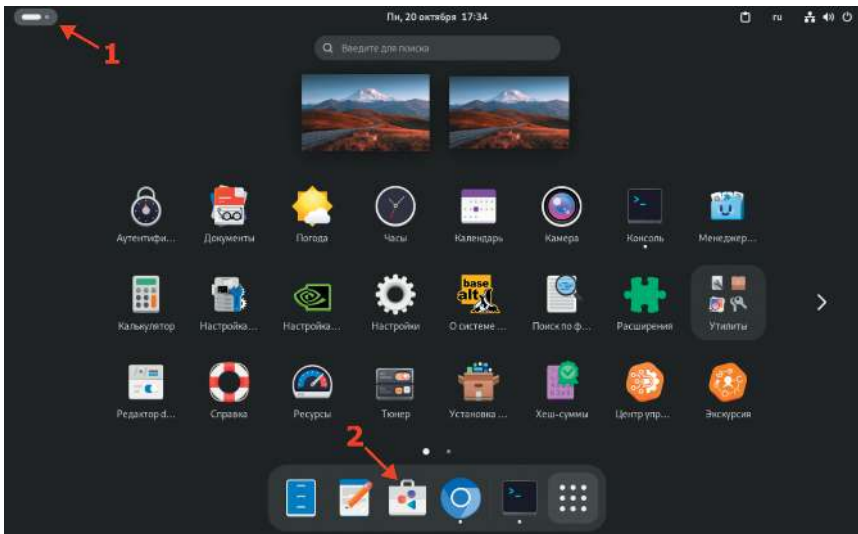 Пн, 20 октября 17:34
ru
1
Введите для поиска
Аутентифи... Документы Погода Часы Календарь Камера Консоль Менеджер...
base
alt
Калькулятор Настройка... Настройка... Настройки О системе ... Поиск по ф... Расширения Утилиты
Редактор d... Справка Ресурсы Тюнер Установка ... Хеш-суммы Центр упр... Экскурсия
2